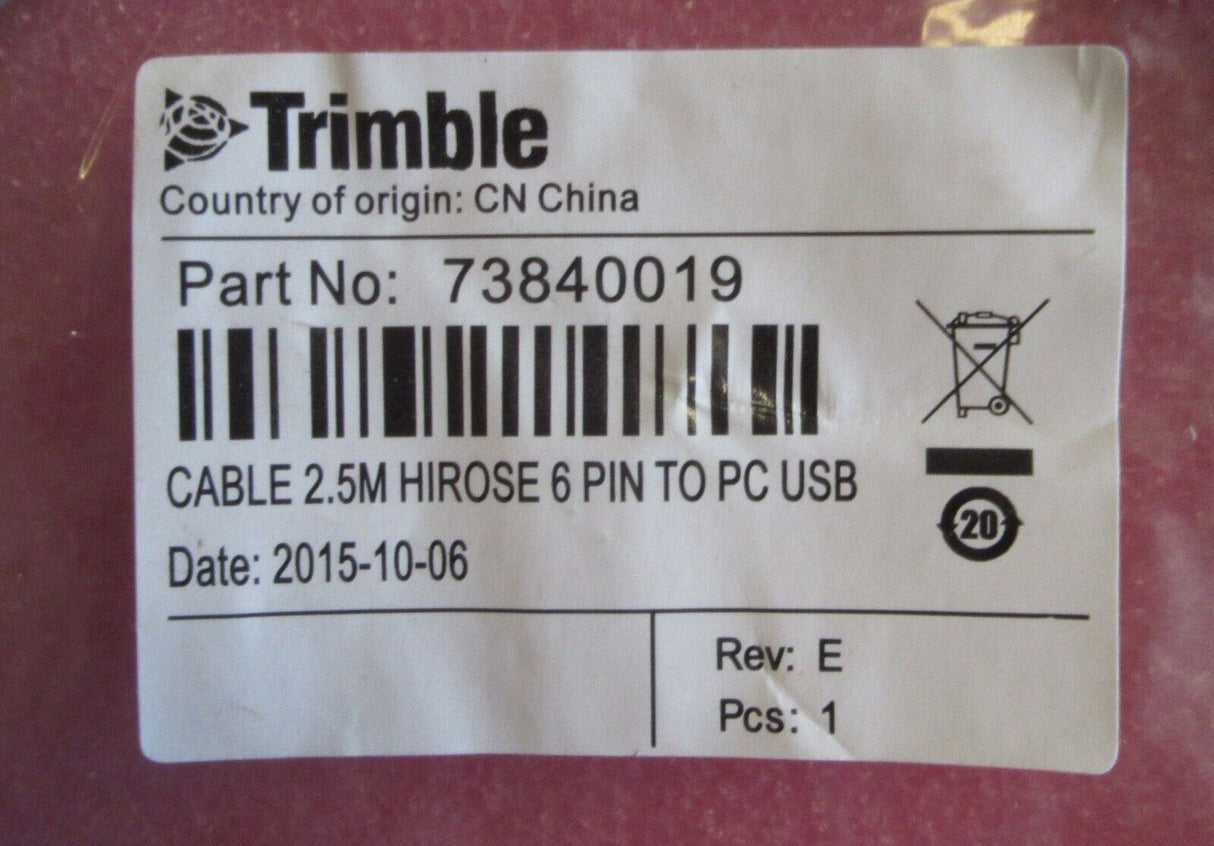 Trimble
Country of origin: CN China
Part No: 73840019
CABLE 2.5M HIROSE 6 PIN TO PC USB
Date: 2015-10-06
20
Rev: E
Pcs: 1